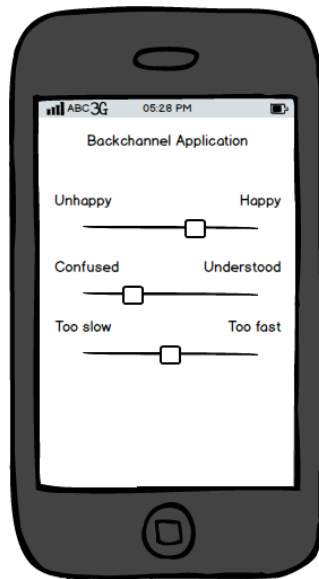 ABC 3G 05:28 PM
Backchannel Application
Unhappy Happy
Confused Understood
Too slow Too fast